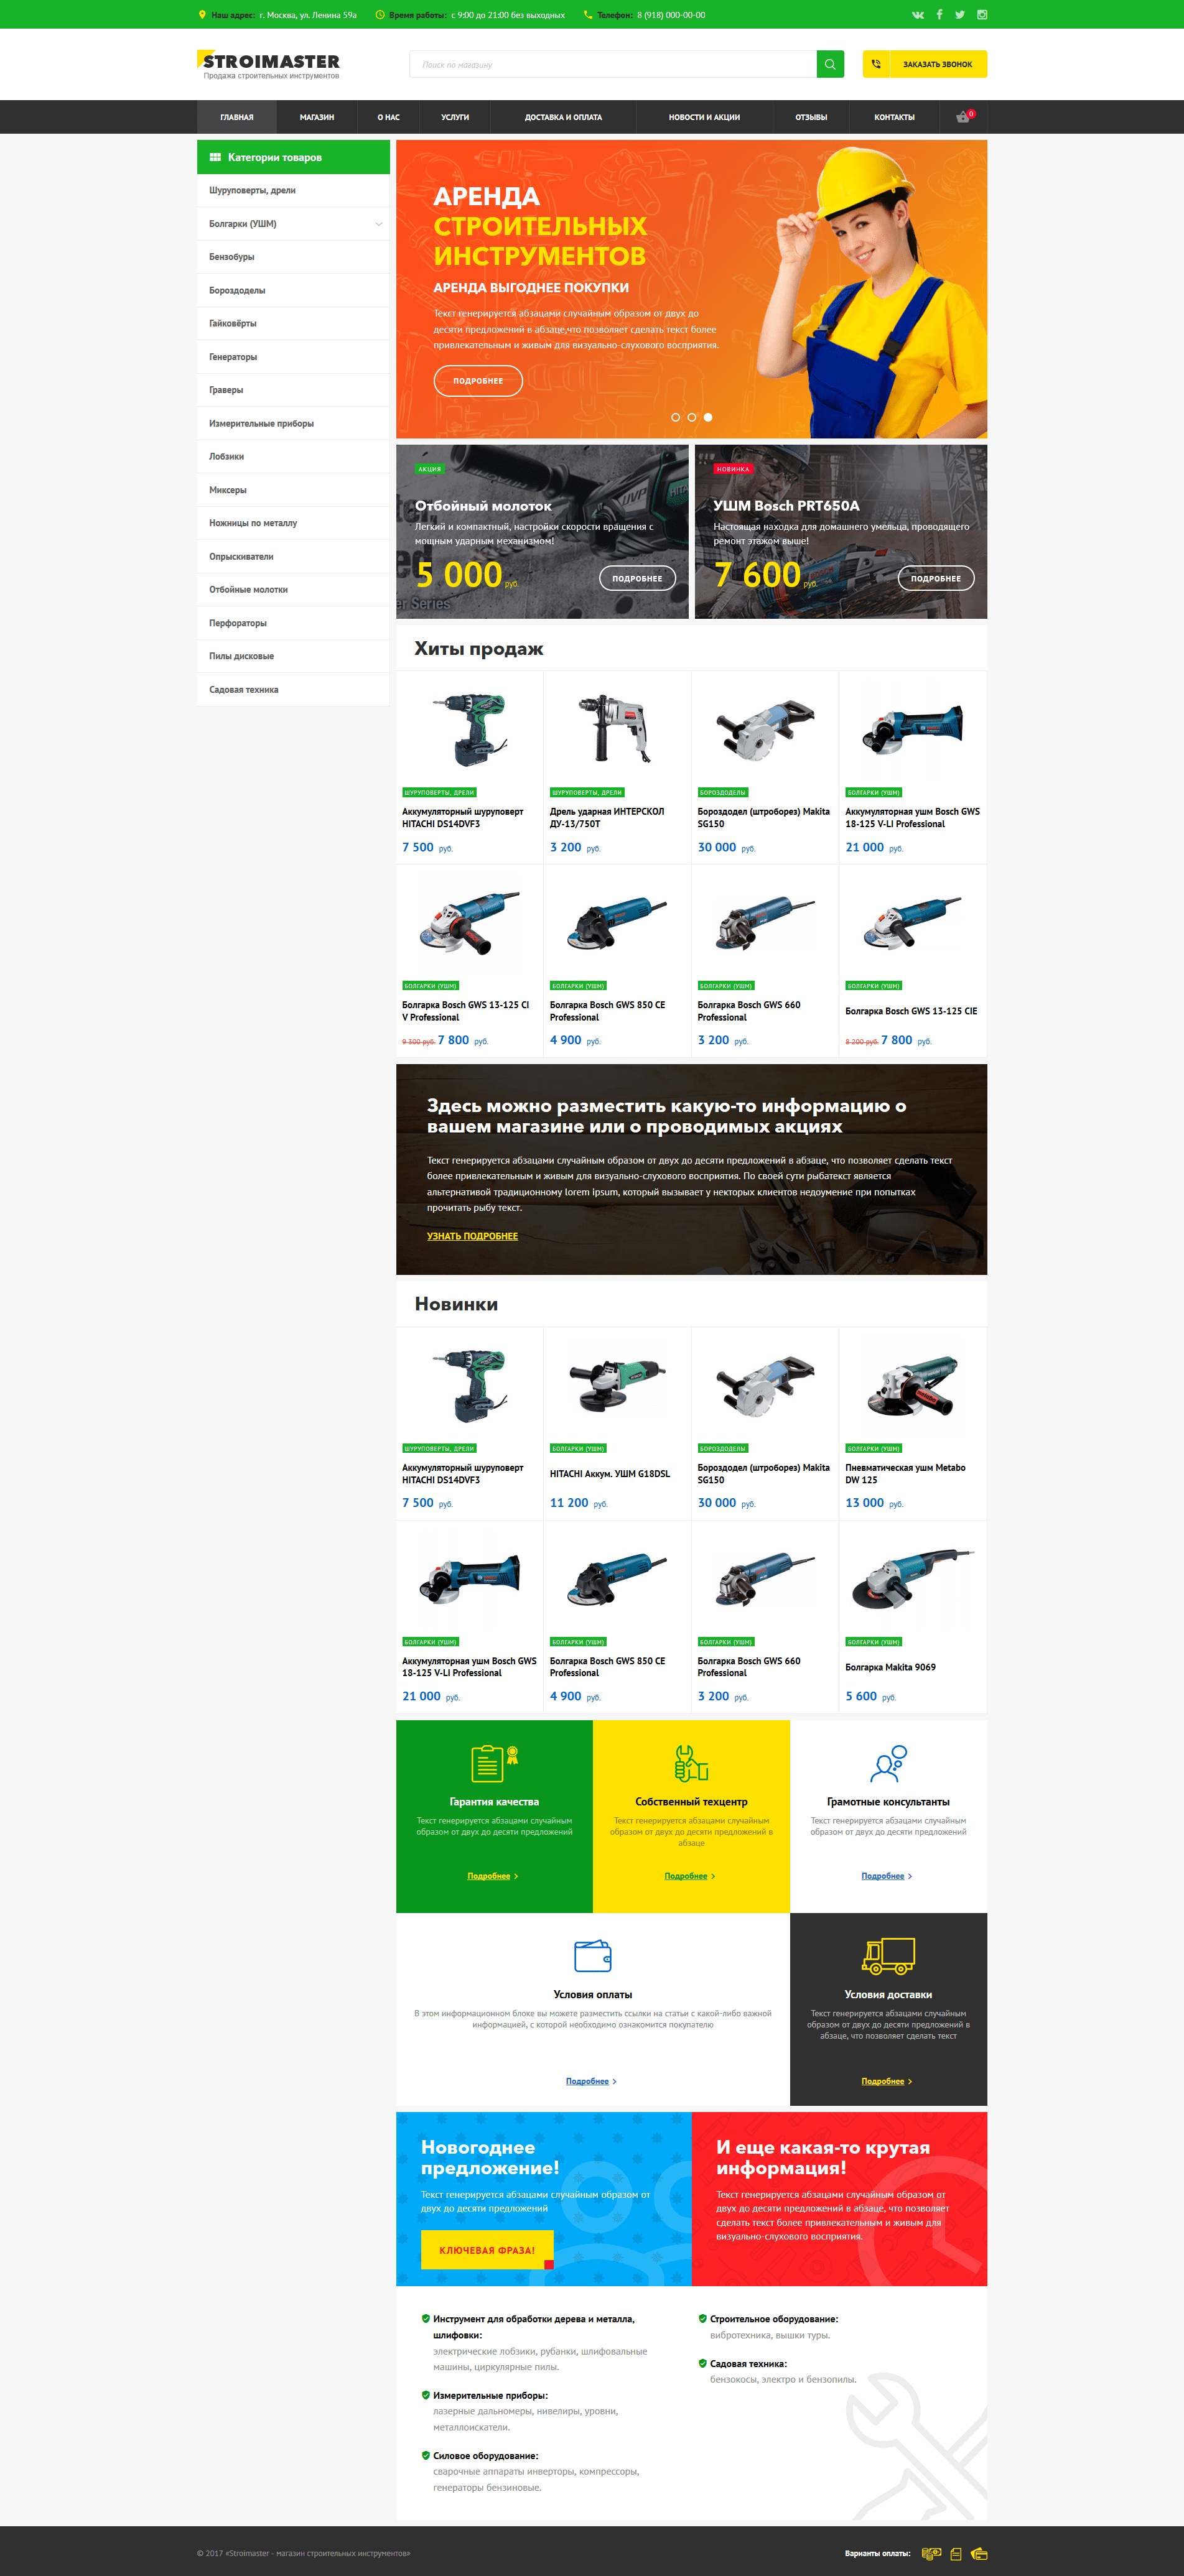 Наш адрес: г. Москва, ул. Ленина 59а
Время работы: с 9:00 до 21:00 без выходных
Телефон: 8 (918) 000-00-00
STROIMASTER
Продажа строительных инструментов
Поиск по магазину
ЗАКАЗАТЬ ЗВОНОК
ГЛАВНАЯ МАГАЗИН О НАС УСЛУГИ ДОСТАВКА И ОПЛАТА НОВОСТИ И АКЦИИ ОТЗЫВЫ КОНТАКТЫ 0
Категории товаров
Шуруповерты, дрели
Болгарки (УШМ)
Бензобуры
Бороздоделы
Гайковёрты
Генераторы
Граверы
Измерительные приборы
Лобзики
Миксеры
Ножницы по металлу
Опрыскиватели
Отбойные молотки
Перфораторы
Пилы дисковые
Садовая техника
АРЕНДА
СТРОИТЕЛЬНЫХ
ИНСТРУМЕНТОВ
АРЕНДА ВЫГОДНЕЕ ПОКУПКИ
Текст генерируется абзацами случайным образом от двух до
десяти предложений в абзаце,что позволяет сделать текст более
привлекательным и живым для визуально-слухового восприятия.
ПОДРОБНЕЕ
АКЦИЯ
Отбойный молоток
Легкий и компактный, настройки скорости вращения с
мощным ударным механизмом!
5 000 руб.
ПОДРОБНЕЕ
UVP
er Series
НОВИНКА
УШМ Bosch PRT650A
Настоящая находка для домашнего умельца, проводящего
ремонт этажом выше!
7 600 руб.
ПОДРОБНЕЕ
Хиты продаж
ШУРУПОВЕРТЫ, ДРЕЛИ
Аккумуляторный шуруповерт
HITACHI DS14DVF3
7 500 руб.
ШУРУПОВЕРТЫ, ДРЕЛИ
Дрель ударная ИНТЕРСКОЛ
ДУ-13/750Т
3 200 руб.
БОРОЗДОДЕЛЫ
Бороздодел (штроборез) Makita
SG150
30 000 руб.
БОЛГАРКИ (УШМ)
Аккумуляторная ушм Bosch GWS
18-125 V-LI Professional
21 000 руб.
БОЛГАРКИ (УШМ)
Болгарка Bosch GWS 13-125 CI
V Professional
9 300 руб. 7 800 руб.
БОЛГАРКИ (УШМ)
Болгарка Bosch GWS 850 CE
Professional
4 900 руб.
БОЛГАРКИ (УШМ)
Болгарка Bosch GWS 660
Professional
3 200 руб.
БОЛГАРКИ (УШМ)
Болгарка Bosch GWS 13-125 CIE
8 200 руб. 7 800 руб.
Здесь можно разместить какую-то информацию о
вашем магазине или о проводимых акциях
Текст генерируется абзацами случайным образом от двух до десяти предложений в абзаце, что позволяет сделать текст
более привлекательным и живым для визуально-слухового восприятия. По своей сути рыбатекст является
альтернативой традиционному lorem ipsum, который вызывает у некторых клиентов недоумение при попытках
прочитать рыбу текст.
УЗНАТЬ ПОДРОБНЕЕ
Новинки
ШУРУПОВЕРТЫ, ДРЕЛИ
Аккумуляторный шуруповерт
HITACHI DS14DVF3
7 500 руб.
БОЛГАРКИ (УШМ)
HITACHI Аккум. УШМ G18DSL
11 200 руб.
БОРОЗДОДЕЛЫ
Бороздодел (штроборез) Makita
SG150
30 000 руб.
БОЛГАРКИ (УШМ)
Пневматическая ушм Metabo
DW 125
13 000 руб.
БОЛГАРКИ (УШМ)
Аккумуляторная ушм Bosch GWS
18-125 V-LI Professional
21 000 руб.
БОЛГАРКИ (УШМ)
Болгарка Bosch GWS 850 CE
Professional
4 900 руб.
БОЛГАРКИ (УШМ)
Болгарка Bosch GWS 660
Professional
3 200 руб.
БОЛГАРКИ (УШМ)
Болгарка Makita 9069
5 600 руб.
Гарантия качества
Текст генерируется абзацами случайным
образом от двух до десяти предложений
Подробнее
Собственный техцентр
Текст генерируется абзацами случайным
образом от двух до десяти предложений в
абзаце
Подробнее
Грамотные консультанты
Текст генерируется абзацами случайным
образом от двух до десяти предложений
Подробнее
Условия оплаты
В этом информационном блоке вы можете разместить ссылки на статьи с какой-либо важной
информацией, с которой необходимо ознакомится покупателю
Подробнее
Условия доставки
Текст генерируется абзацами случайным
образом от двух до десяти предложений в
абзаце, что позволяет сделать текст
Подробнее
Новогоднее
предложение!
Текст генерируется абзацами случайным образом от
двух до десяти предложений
КЛЮЧЕВАЯ ФРАЗА!
И еще какая-то крутая
информация!
Текст генерируется абзацами случайным образом от
двух до десяти предложений в абзаце, что позволяет
сделать текст более привлекательным и живым для
визуально-слухового восприятия.
Инструмент для обработки дерева и металла,
шлифовки:
электрические лобзики, рубанки, шлифовальные
машины, циркулярные пилы.
Измерительные приборы:
лазерные дальномеры, нивелиры, уровни,
металлоискатели.
Силовое оборудование:
сварочные аппараты инверторы, компрессоры,
генераторы бензиновые.
Строительное оборудование:
вибротехника, вышки туры.
Садовая техника:
бензокосы, электро и бензопилы.
© 2017 «Stroimaster - магазин строительных инструментов»
Варианты оплаты: